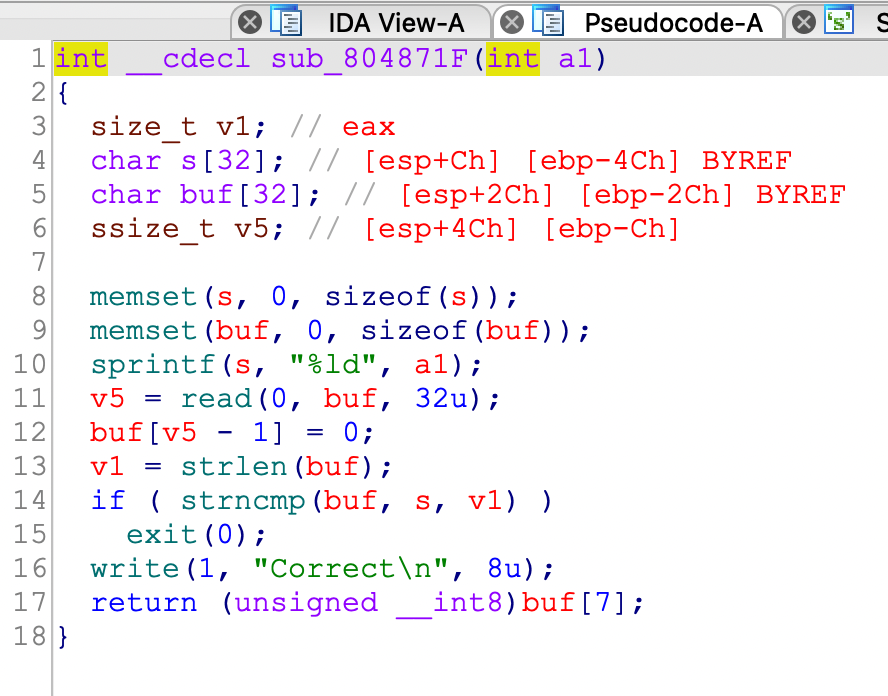 IDA View-A Pseudocode-A 's' S
1 int __cdecl sub_804871F(int a1)
2 {
3 size_t v1; // eax
4 char s[32]; // [esp+Ch] [ebp-4Ch] BYREF
5 char buf[32]; // [esp+2Ch] [ebp-2Ch] BYREF
6 ssize_t v5; // [esp+4Ch] [ebp-Ch]
7
8 memset(s, 0, sizeof(s));
9 memset(buf, 0, sizeof(buf));
10 sprintf(s, "%ld", a1);
11 v5 = read(0, buf, 32u);
12 buf[v5 - 1] = 0;
13 v1 = strlen(buf);
14 if ( strncmp(buf, s, v1) )
15 exit(0);
16 write(1, "Correct\n", 8u);
17 return (unsigned __int8)buf[7];
18 }